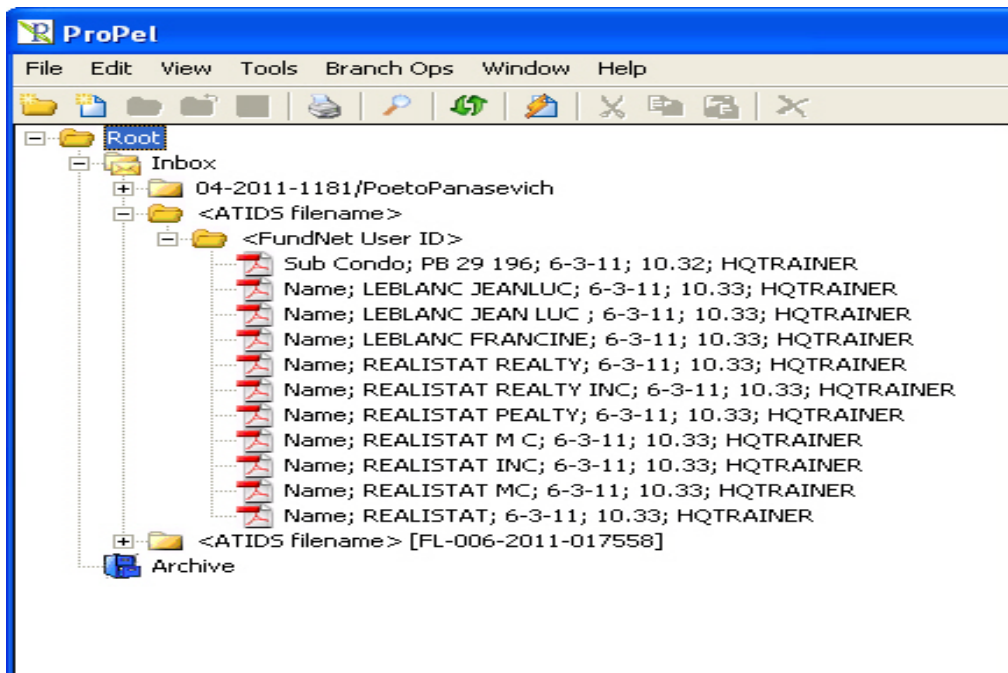 ProPel
File Edit View Tools Branch Ops Window Help
Root
Inbox
04-2011-1181/PoetoPanasevich
<ATIDS filename>
<FundNet User ID>
Sub Condo; PB 29 196; 6-3-11; 10.32; HQTRAINER
Name; LEBLANC JEANLUC; 6-3-11; 10.33; HQTRAINER
Name; LEBLANC JEAN LUC ; 6-3-11; 10.33; HQTRAINER
Name; LEBLANC FRANCINE; 6-3-11; 10.33; HQTRAINER
Name; REALISTAT REALTY; 6-3-11; 10.33; HQTRAINER
Name; REALISTAT REALTY INC; 6-3-11; 10.33; HQTRAINER
Name; REALISTAT PEALTY; 6-3-11; 10.33; HQTRAINER
Name; REALISTAT M C; 6-3-11; 10.33; HQTRAINER
Name; REALISTAT INC; 6-3-11; 10.33; HQTRAINER
Name; REALISTAT MC; 6-3-11; 10.33; HQTRAINER
Name; REALISTAT; 6-3-11; 10.33; HQTRAINER
<ATIDS filename> [FL-006-2011-017558]
Archive